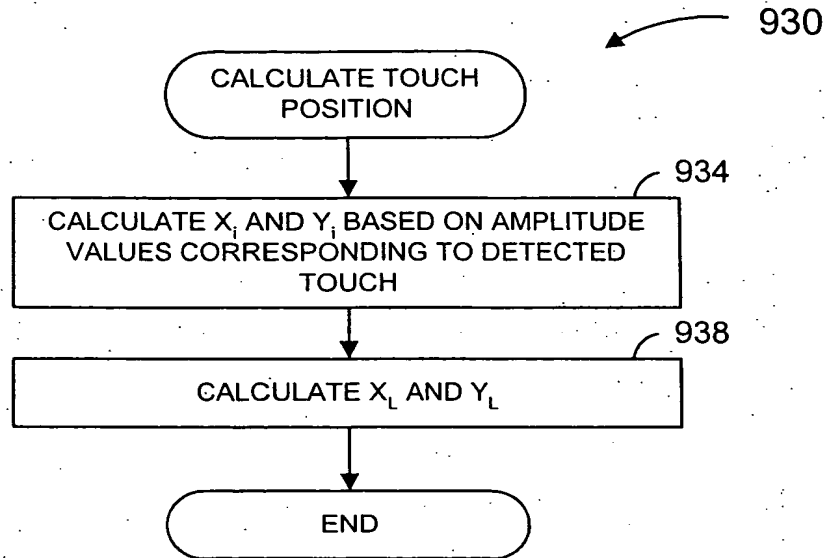 930
CALCULATE TOUCH
POSITION
934
CALCULATE Xi AND Yi BASED ON AMPLITUDE
VALUES CORRESPONDING TO DETECTED
TOUCH
938
CALCULATE XL AND YL
END